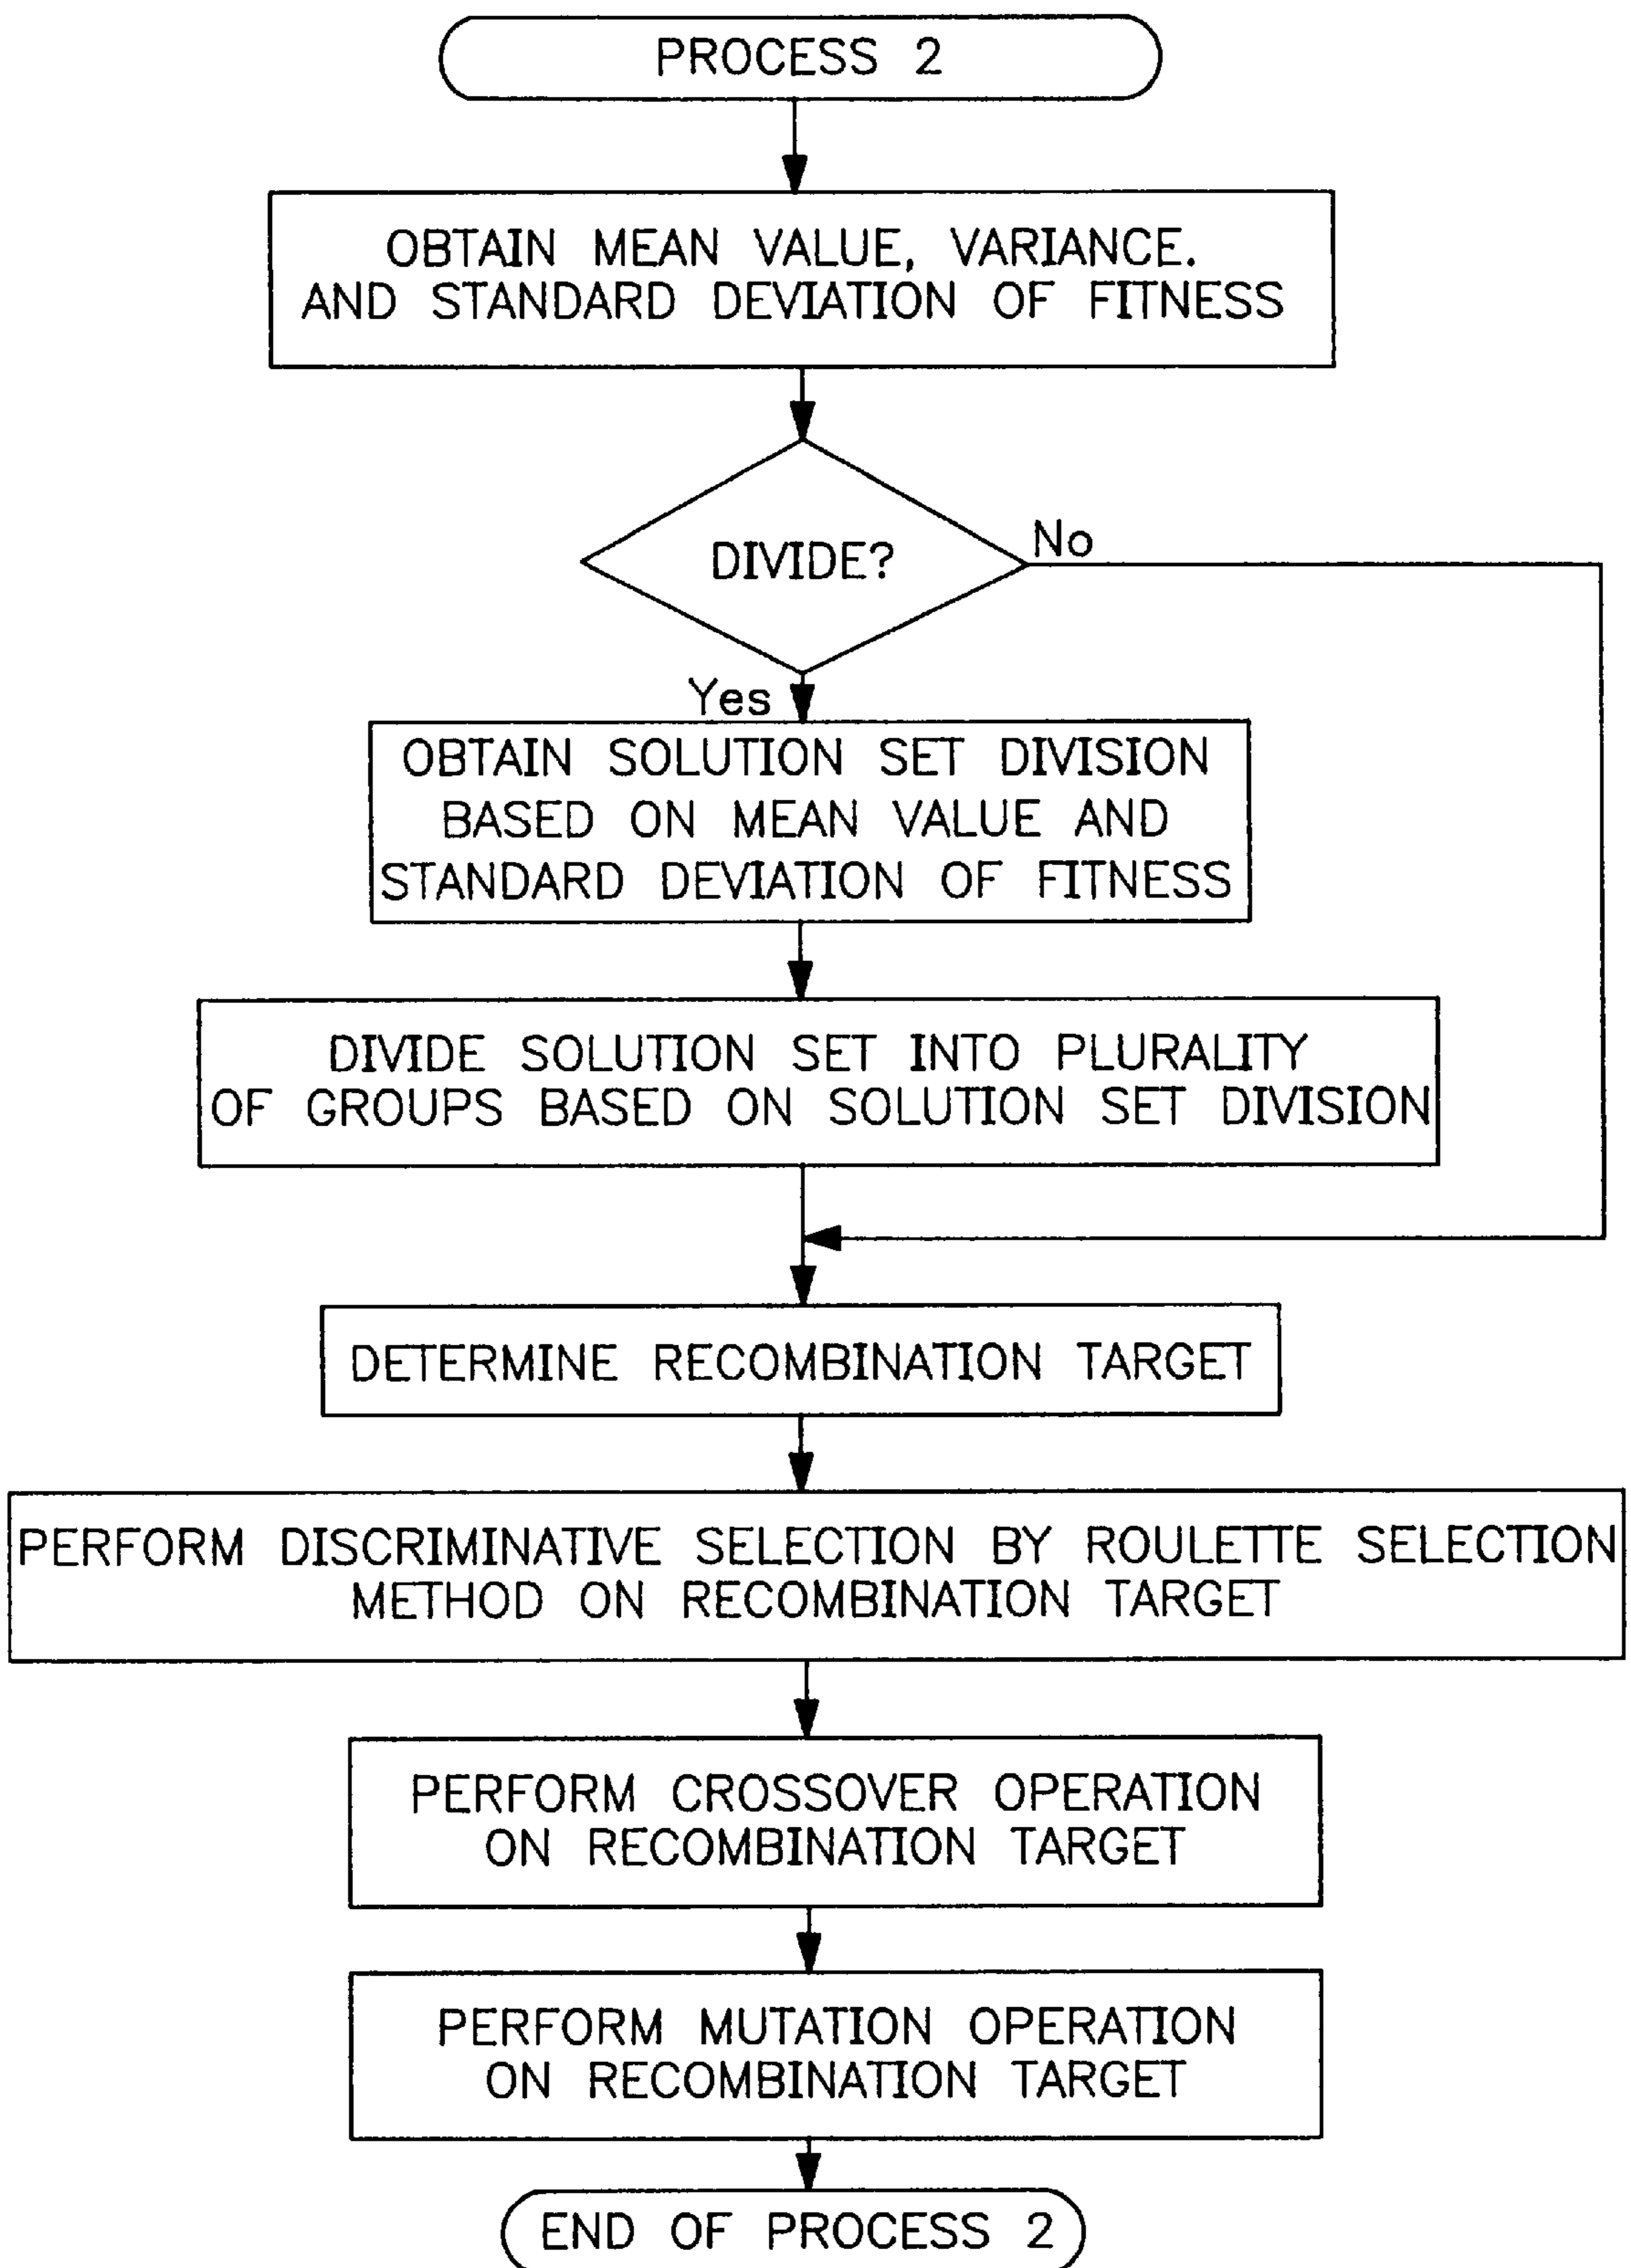 PROCESS 2
OBTAIN MEAN VALUE, VARIANCE.
AND STANDARD DEVIATION OF FITNESS
DIVIDE?
No
Yes
OBTAIN SOLUTION SET DIVISION
BASED ON MEAN VALUE AND
STANDARD DEVIATION OF FITNESS
DIVIDE SOLUTION SET INTO PLURALITY
OF GROUPS BASED ON SOLUTION SET DIVISION
DETERMINE RECOMBINATION TARGET
PERFORM DISCRIMINATIVE SELECTION BY ROULETTE SELECTION
METHOD ON RECOMBINATION TARGET
PERFORM CROSSOVER OPERATION
ON RECOMBINATION TARGET
PERFORM MUTATION OPERATION
ON RECOMBINATION TARGET
END OF PROCESS 2